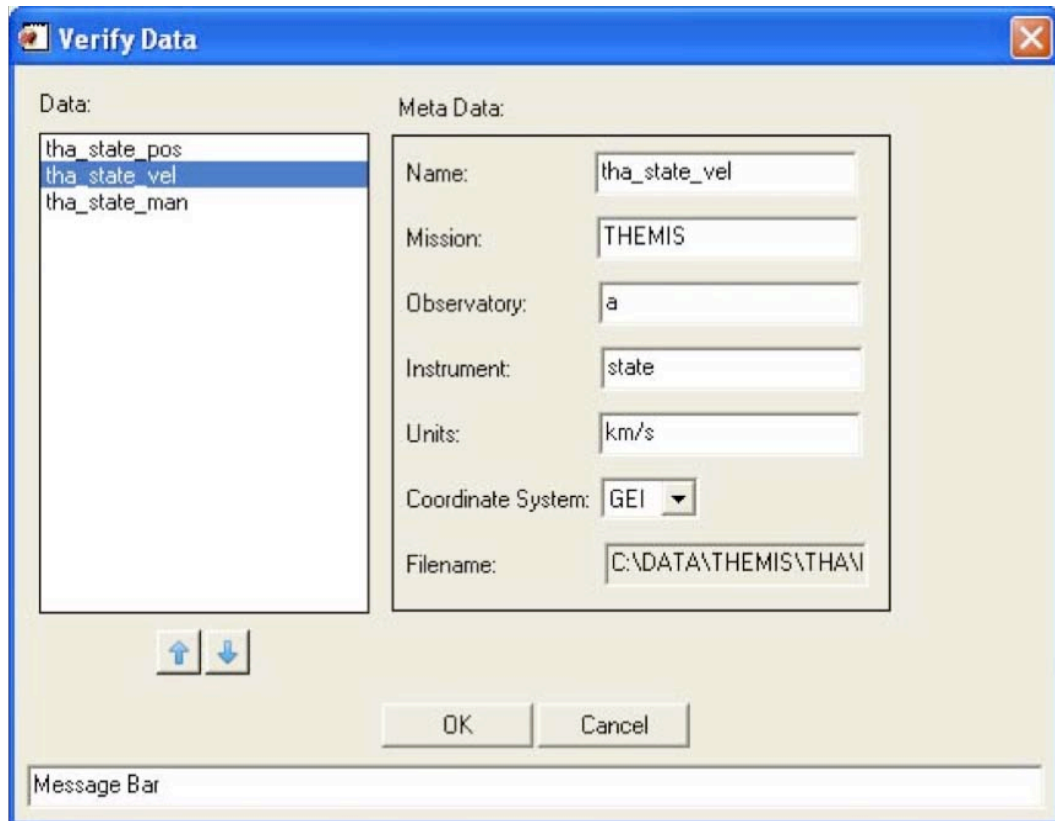 Verify Data
Data:
tha_state_pos
tha_state_vel
tha_state_man
Meta Data:
Name: tha_state_vel
Mission: THEMIS
Observatory: a
Instrument: state
Units: km/s
Coordinate System: GEI
Filename: C:\DATA\THEMIS\THA\
OK Cancel
Message Bar